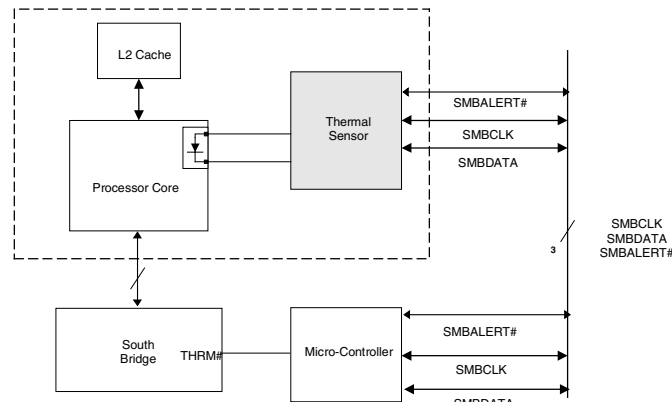 L2 Cache
Thermal
Sensor
SMBALERT#
SMBCLK
SMBDATA
Processor Core
SMBCLK
SMBDATA
SMBALERT#
3
South
Bridge
THRM#
Micro-Controller
SMBALERT#
SMBCLK
SMBDATA